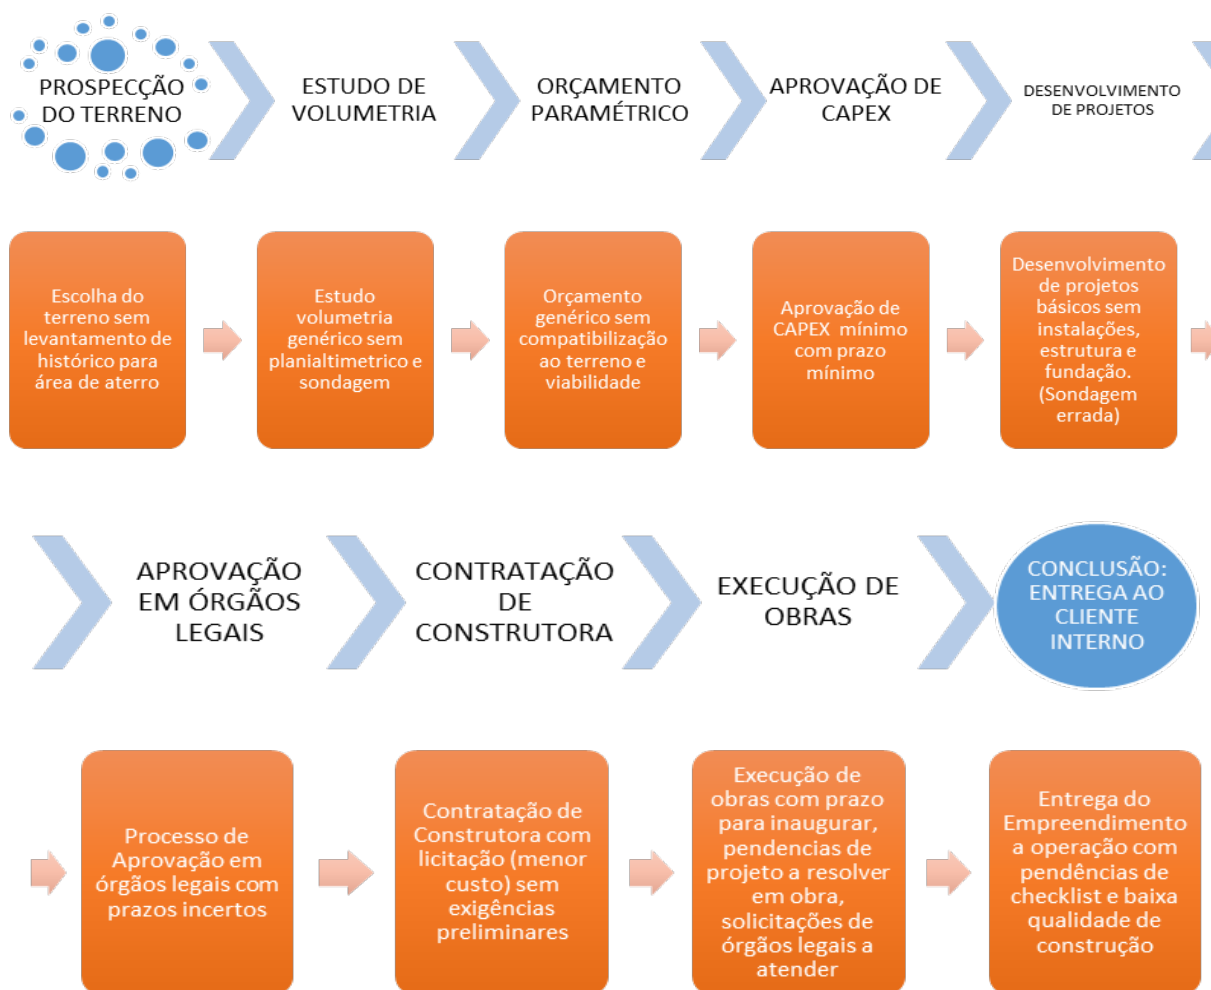 PROSPECÇÃO
DO TERRENO
ESTUDO DE
VOLUMETRIA
ORÇAMENTO
PARAMÉTRICO
APROVAÇÃO DE
CAPEX
DESENVOLVIMENTO
DE PROJETOS
Escolha do
terreno sem
levantamento de
histórico para
área de aterro
Estudo
volumetria
genérico sem
planialtimetrico e
sondagem
Orçamento
genérico sem
compatibilização
ao terreno e
viabilidade
Aprovação de
CAPEX mínimo
com prazo
mínimo
Desenvolvimento
de projetos
básicos sem
instalações,
estrutura e
fundação.
(Sondagem
errada)
APROVAÇÃO
EM ÓRGÃOS
LEGAIS
CONTRATAÇÃO
DE
CONSTRUTORA
EXECUÇÃO DE
OBRAS
CONCLUSÃO:
ENTREGA AO
CLIENTE
INTERNO
Processo de
Aprovação em
órgãos legais com
prazos incertos
Contratação de
Construtora com
licitação (menor
custo) sem
exigências
preliminares
Execução de
obras com prazo
para inaugurar,
pendencias de
projeto a resolver
em obra,
solicitações de
órgãos legais a
atender
Entrega do
Empreendimento
a operação com
pendências de
checklist e baixa
qualidade de
construção